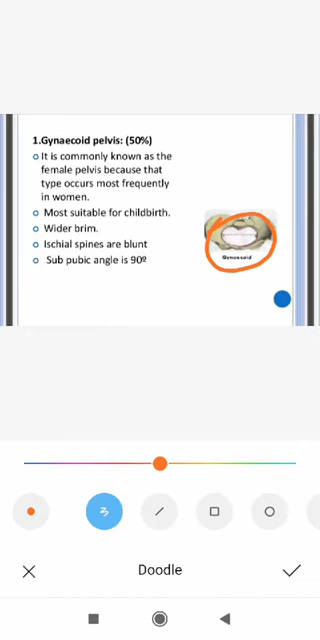 1.Gynaecoid pelvis: (50%)
It is commonly known as the
female pelvis because that
type occurs most frequently
in women.
Most suitable for childbirth.
Wider brim.
Ischial spines are blunt
Sub pubic angle is 90º
Gynaecoid
Doodle